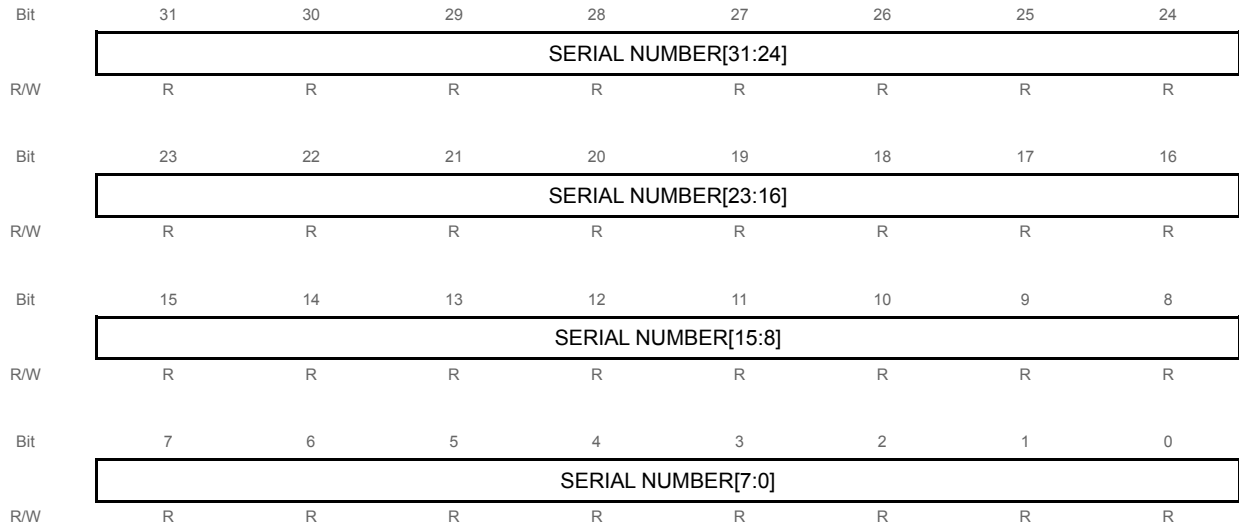 Bit 31 30 29 28 27 26 25 24
SERIAL NUMBER[31:24]
R/W R R R R R R R R
Bit 23 22 21 20 19 18 17 16
SERIAL NUMBER[23:16]
R/W R R R R R R R R
Bit 15 14 13 12 11 10 9 8
SERIAL NUMBER[15:8]
R/W R R R R R R R R
Bit 7 6 5 4 3 2 1 0
SERIAL NUMBER[7:0]
R/W R R R R R R R R